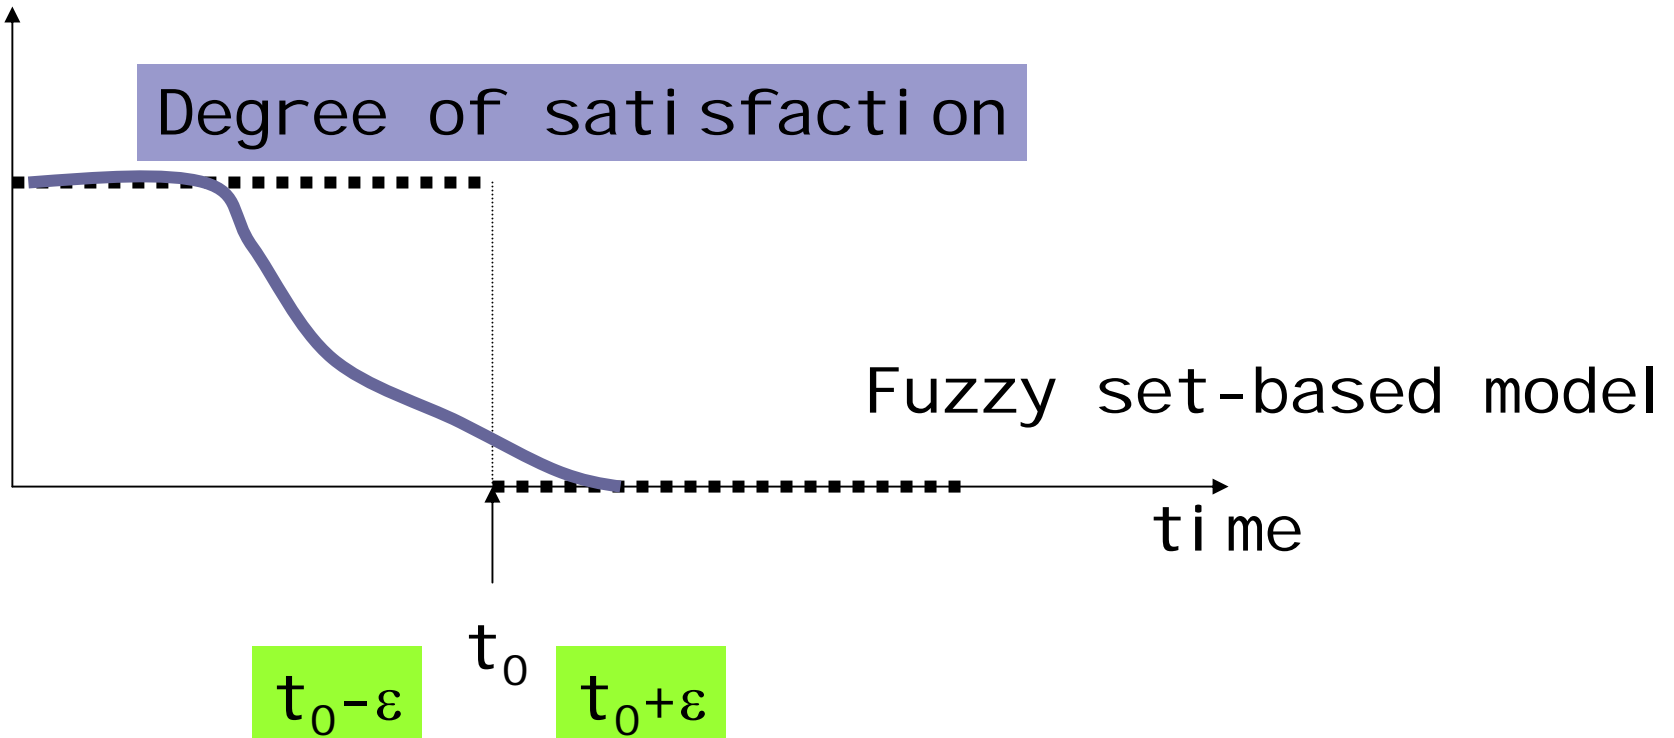 Degree of satisfaction
Fuzzy set-based model
time
t₀
t₀-ε
t₀+ε